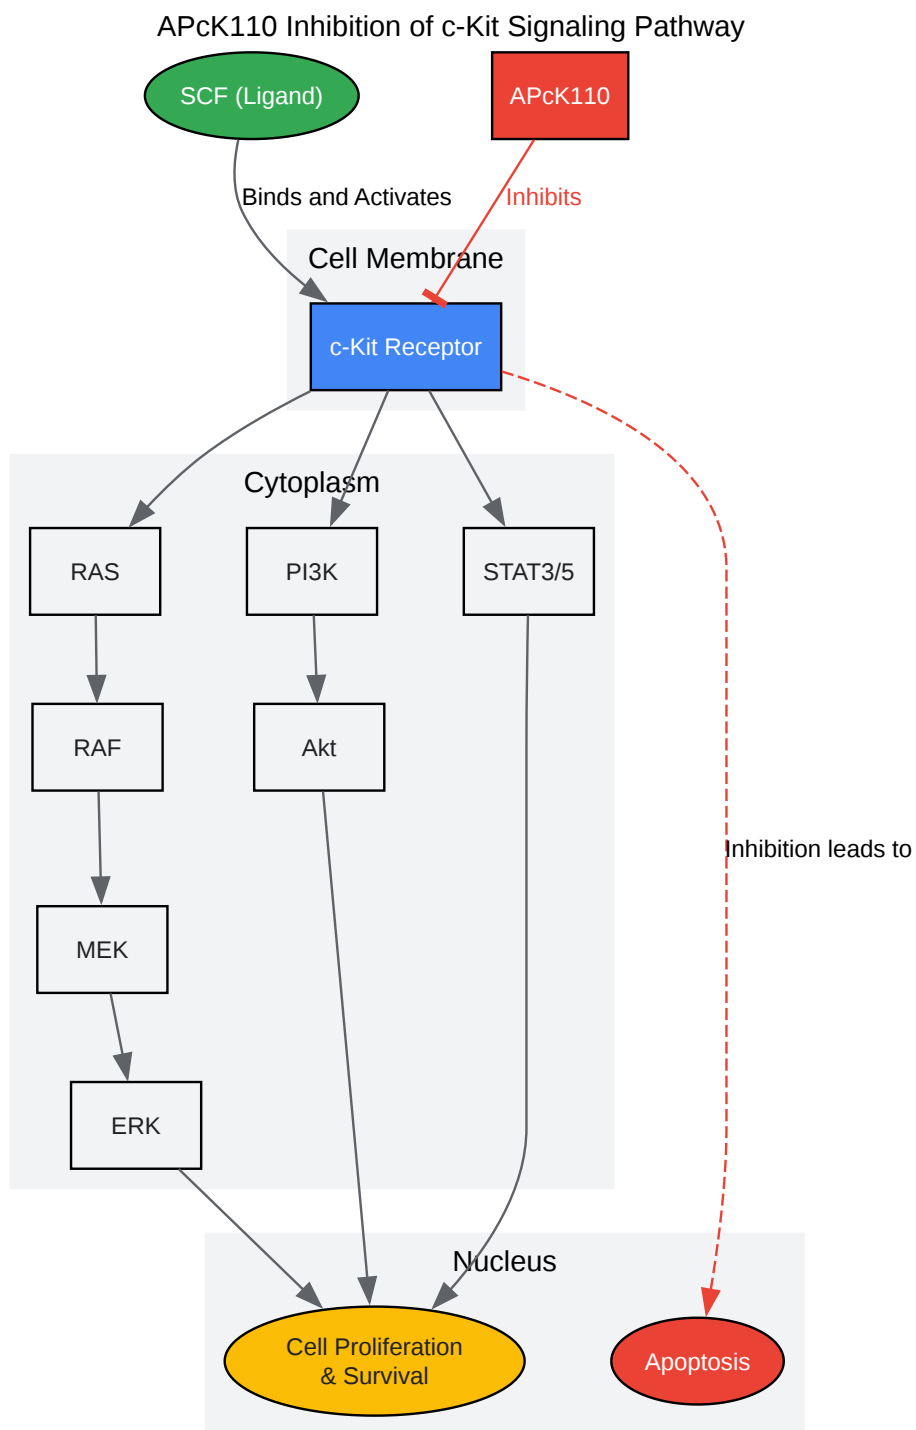 APcK110 Inhibition of c-Kit Signaling Pathway
SCF (Ligand)
APcK110
Binds and Activates
Inhibits
Cell Membrane
c-Kit Receptor
Cytoplasm
RAS
PI3K
STAT3/5
RAF
Akt
Inhibition leads to
MEK
ERK
Nucleus
Cell Proliferation
& Survival
Apoptosis